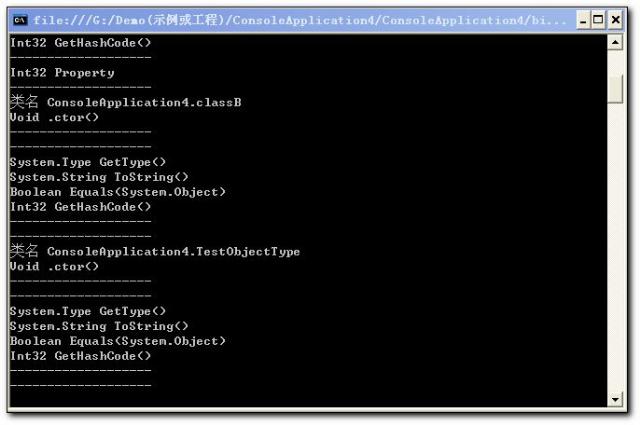 file:///G:/Demo(示例或工程)/ConsoleApplication4/ConsoleApplication4/bi...
Int32 GetHashCode()
-------------------
Int32 Property
-------------------
类名 ConsoleApplication4.classB
Void .ctor()
-------------------
-------------------
System.Type GetType()
System.String ToString()
Boolean Equals(System.Object)
Int32 GetHashCode()
-------------------
-------------------
类名 ConsoleApplication4.TestObjectType
Void .ctor()
-------------------
-------------------
System.Type GetType()
System.String ToString()
Boolean Equals(System.Object)
Int32 GetHashCode()
-------------------
-------------------